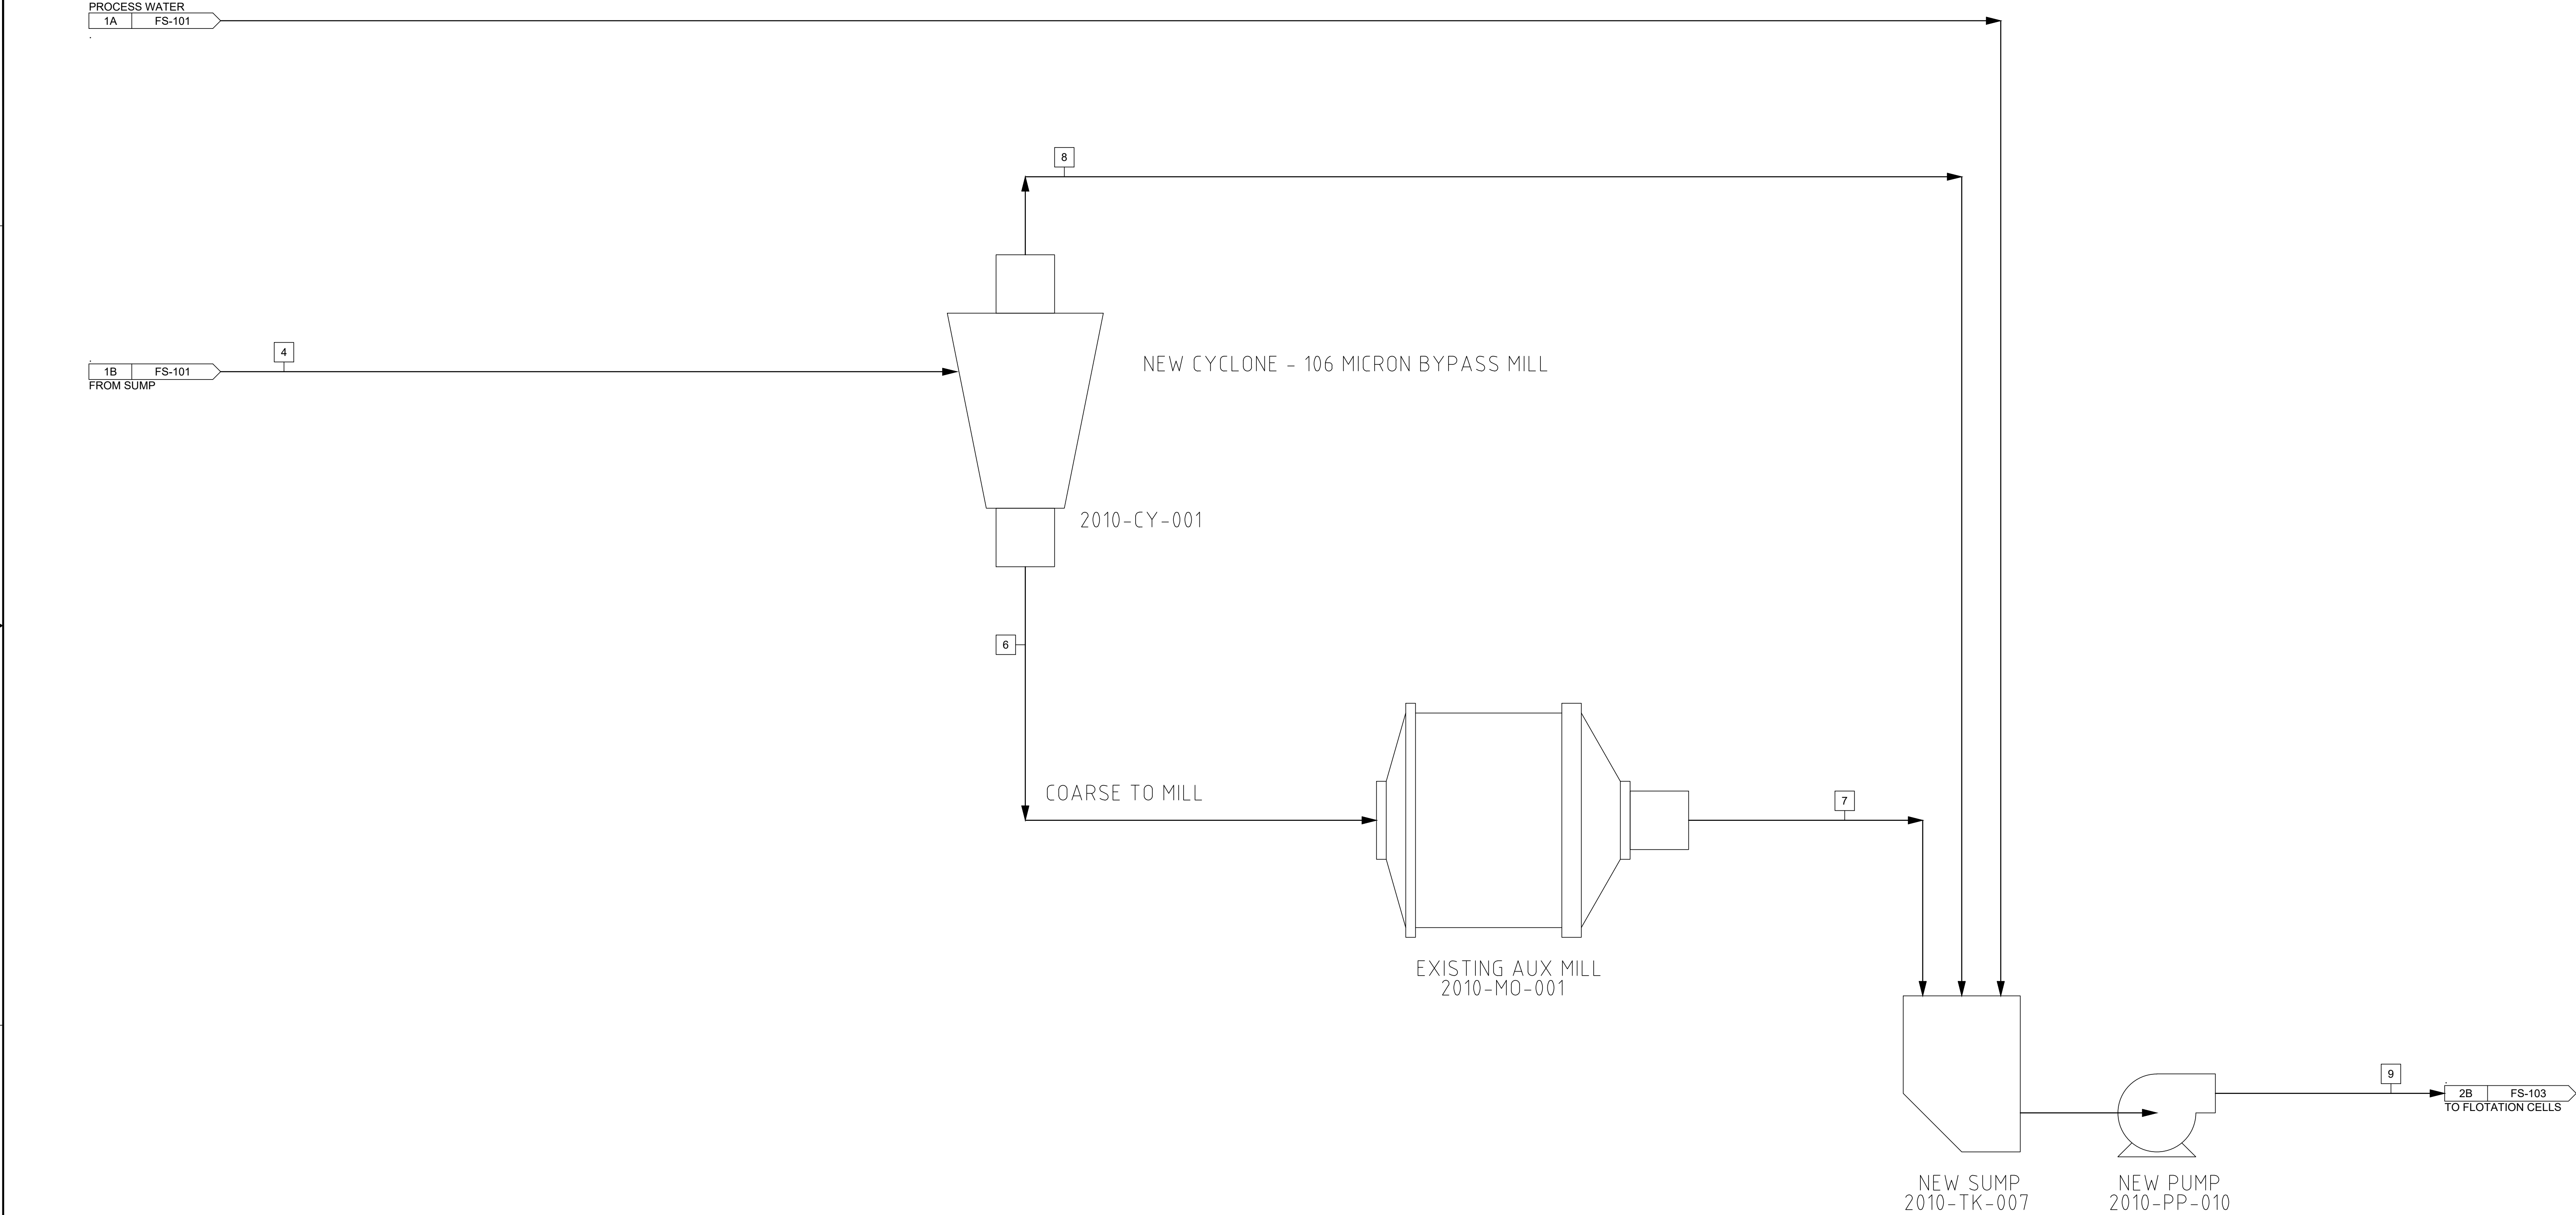 PROCESS WATER
1A FS-101
.
8
4
.
1B FS-101
FROM SUMP
NEW CYCLONE - 106 MICRON BYPASS MILL
2010-CY-001
6
COARSE TO MILL
7
EXISTING AUX MILL
2010-MO-001
9
.
2B FS-103
TO FLOTATION CELLS
NEW SUMP
2010-TK-007
NEW PUMP
2010-PP-010